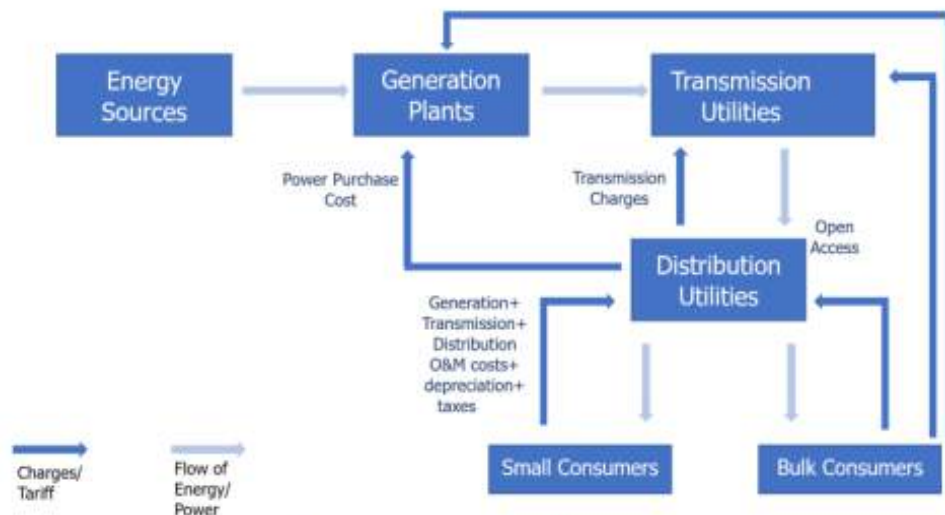 Energy
Sources
Generation
Plants
Transmission
Utilities
Power Purchase
Cost
Transmission
Charges
Open
Access
Distribution
Utilities
Generation+
Transmission+
Distribution
O&M costs+
depreciation+
taxes
Small Consumers
Bulk Consumers
Charges/
Tariff
Flow of
Energy/
Power